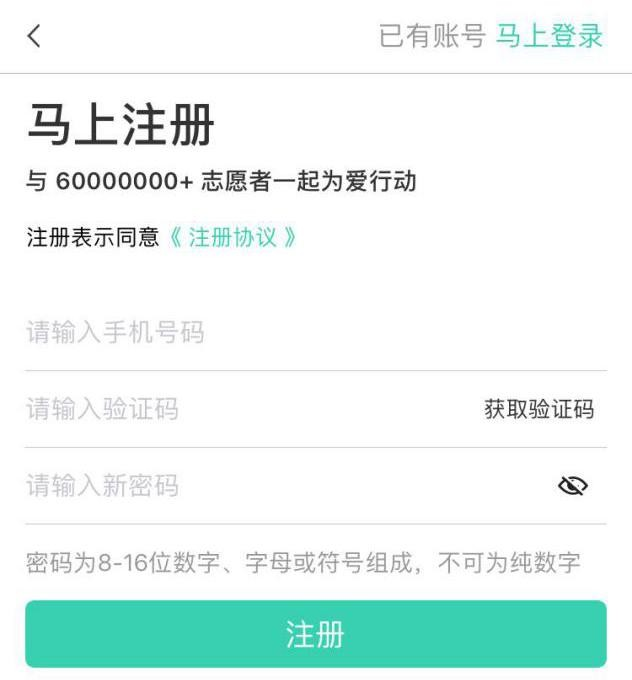 已有账号 马上登录
马上注册
与 60000000+ 志愿者一起为爱行动
注册表示同意《 注册协议 》
请输入手机号码
请输入验证码 获取验证码
请输入新密码
密码为8-16位数字、字母或符号组成，不可为纯数字
注册